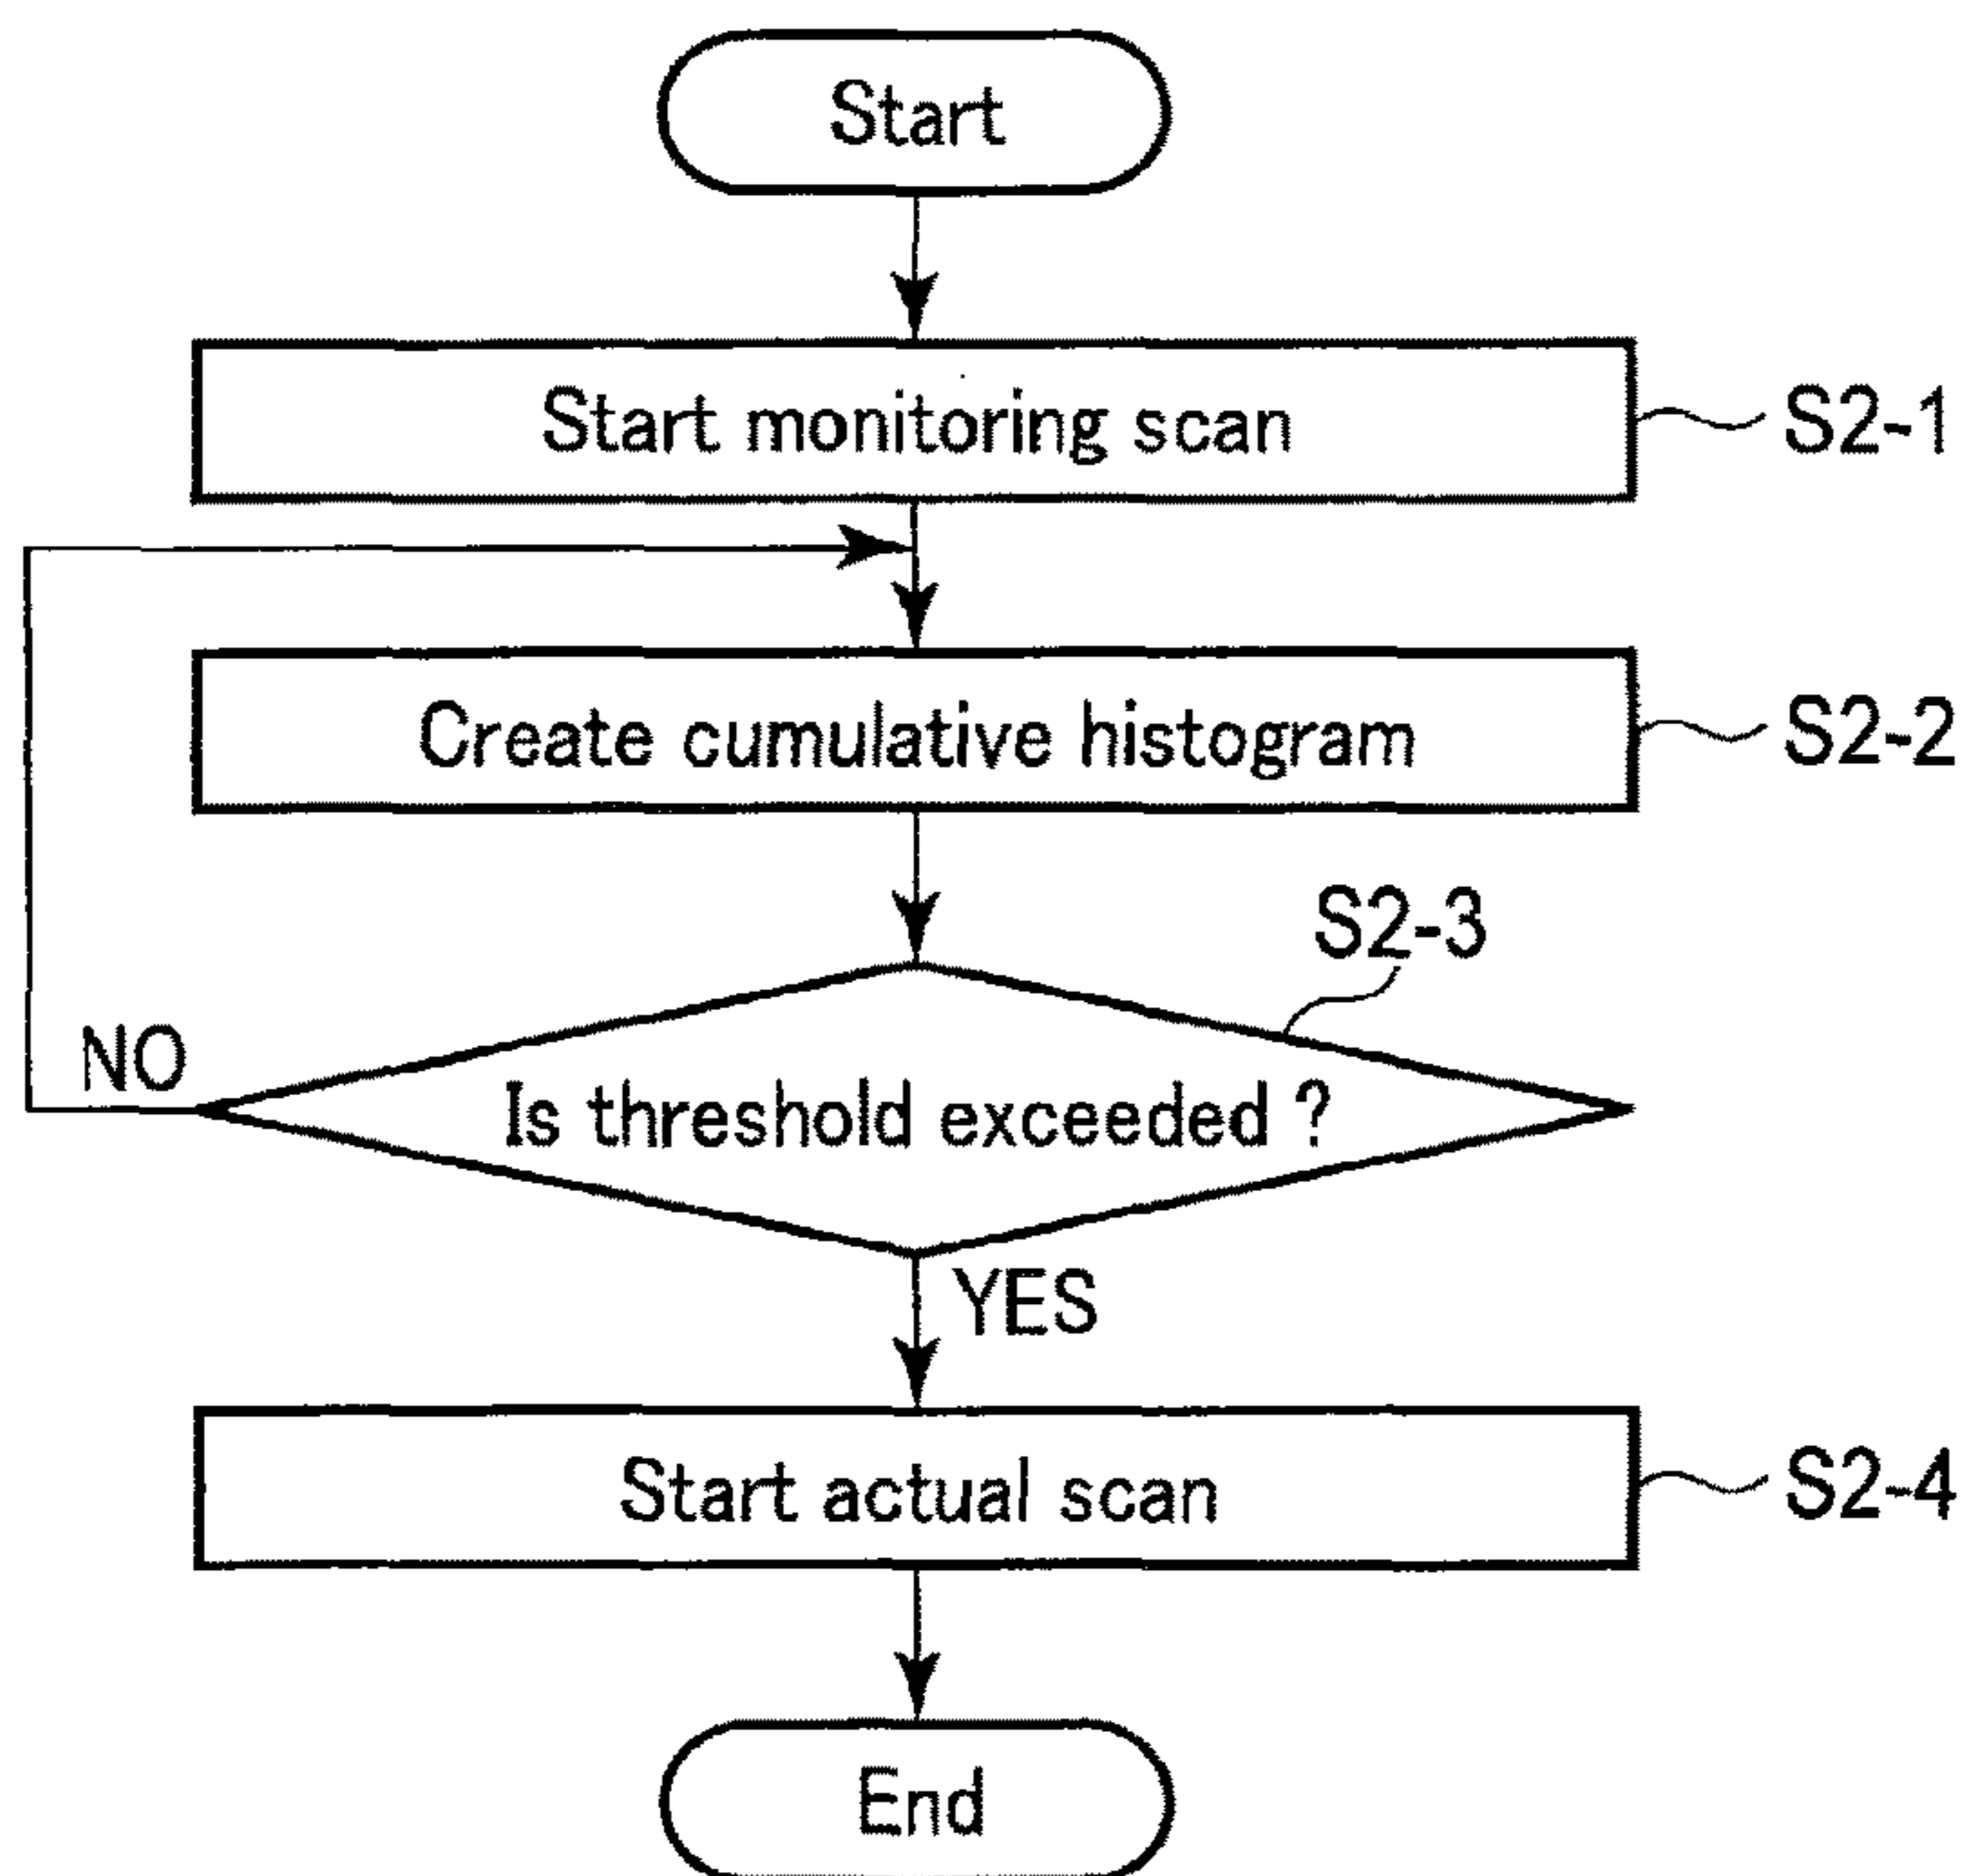 Start
Start monitoring scan
S2-1
Create cumulative histogram
S2-2
S2-3
NO
Is threshold exceeded ?
YES
Start actual scan
S2-4
End